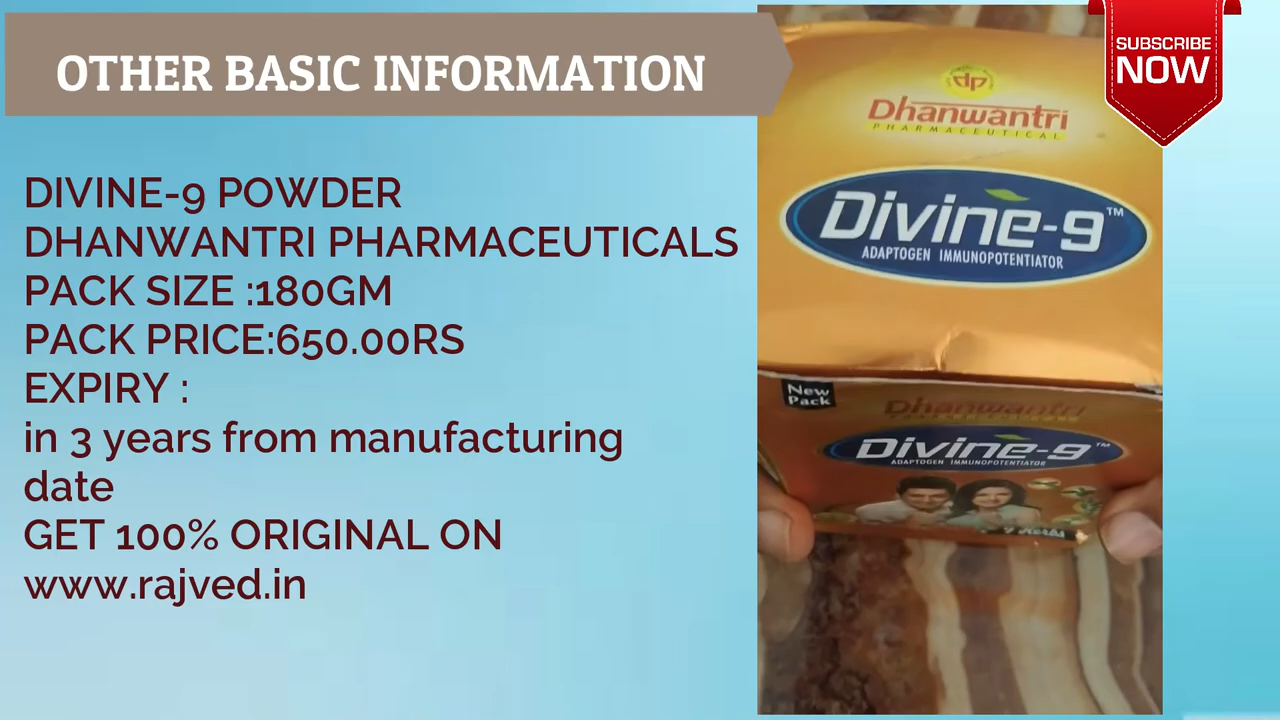 OTHER BASIC INFORMATION
DIVINE-9 POWDER
DHANWANTRI PHARMACEUTICALS
PACK SIZE :180GM
PACK PRICE:650.00RS
EXPIRY :
in 3 years from manufacturing
date
GET 100% ORIGINAL ON
www.rajved.in
SUBSCRIBE
NOW
dp
Dhanwantri
PHARMACEUTICAL
Divine-9™
ADAPTOGEN IMMUNOPOTENTIATOR
New
Pack
Dhanwantri
Divine-9™
ADAPTOGEN IMMUNOPOTENTIATOR